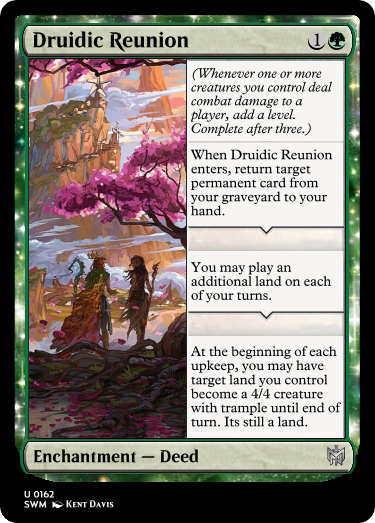 Druidic Reunion 1
(Whenever one or more
creatures you control deal
combat damage to a
player, add a level.
Complete after three.)
When Druidic Reunion
enters, return target
permanent card from
your graveyard to your
hand.
You may play an
additional land on each
of your turns.
At the beginning of each
upkeep, you may have
target land you control
become a 4/4 creature
with trample until end of
turn. Its still a land.
Enchantment — Deed
U 0162
SWM Kent Davis